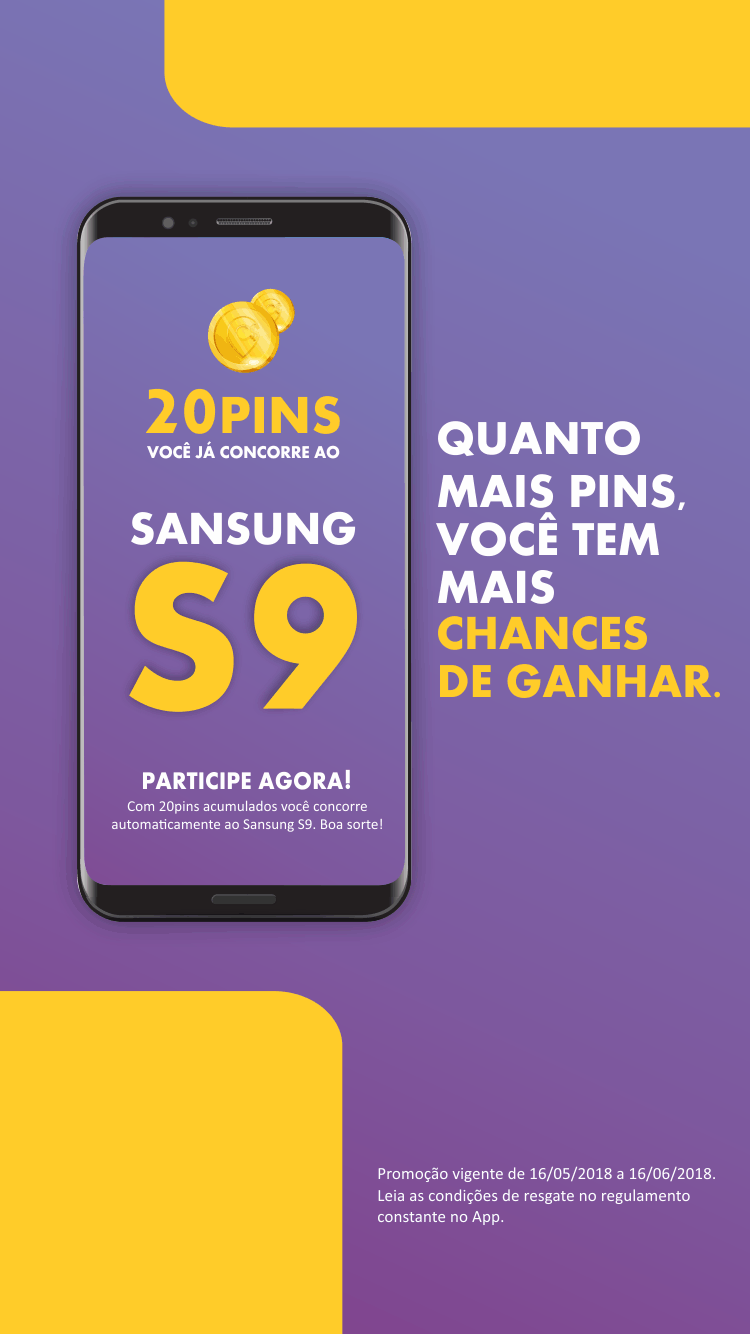 20PINS
VOCÊ JÁ CONCORRE AO
SANSUNG
S9
PARTICIPE AGORA!
Com 20pins acumulados você concorre
automaticamente ao Sansung S9. Boa sorte!
QUANTO
MAIS PINS,
VOCÊ TEM
MAIS
CHANCES
DE GANHAR.
Promoção vigente de 16/05/2018 a 16/06/2018.
Leia as condições de resgate no regulamento
constante no App.